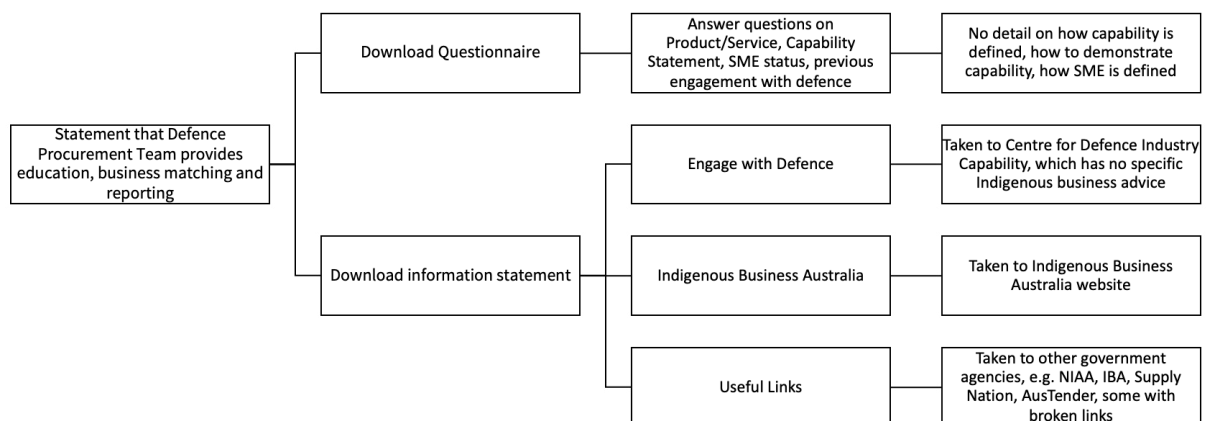 Statement that Defence
Procurement Team provides
education, business matching and
reporting
Download Questionnaire
Answer questions on
Product/Service, Capability
Statement, SME status, previous
engagement with defence
No detail on how capability is
defined, how to demonstrate
capability, how SME is defined
Download information statement
Engage with Defence
Taken to Centre for Defence Industry
Capability, which has no specific
Indigenous business advice
Indigenous Business Australia
Taken to Indigenous Business
Australia website
Useful Links
Taken to other government
agencies, e.g. NIAA, IBA, Supply
Nation, AusTender, some with
broken links